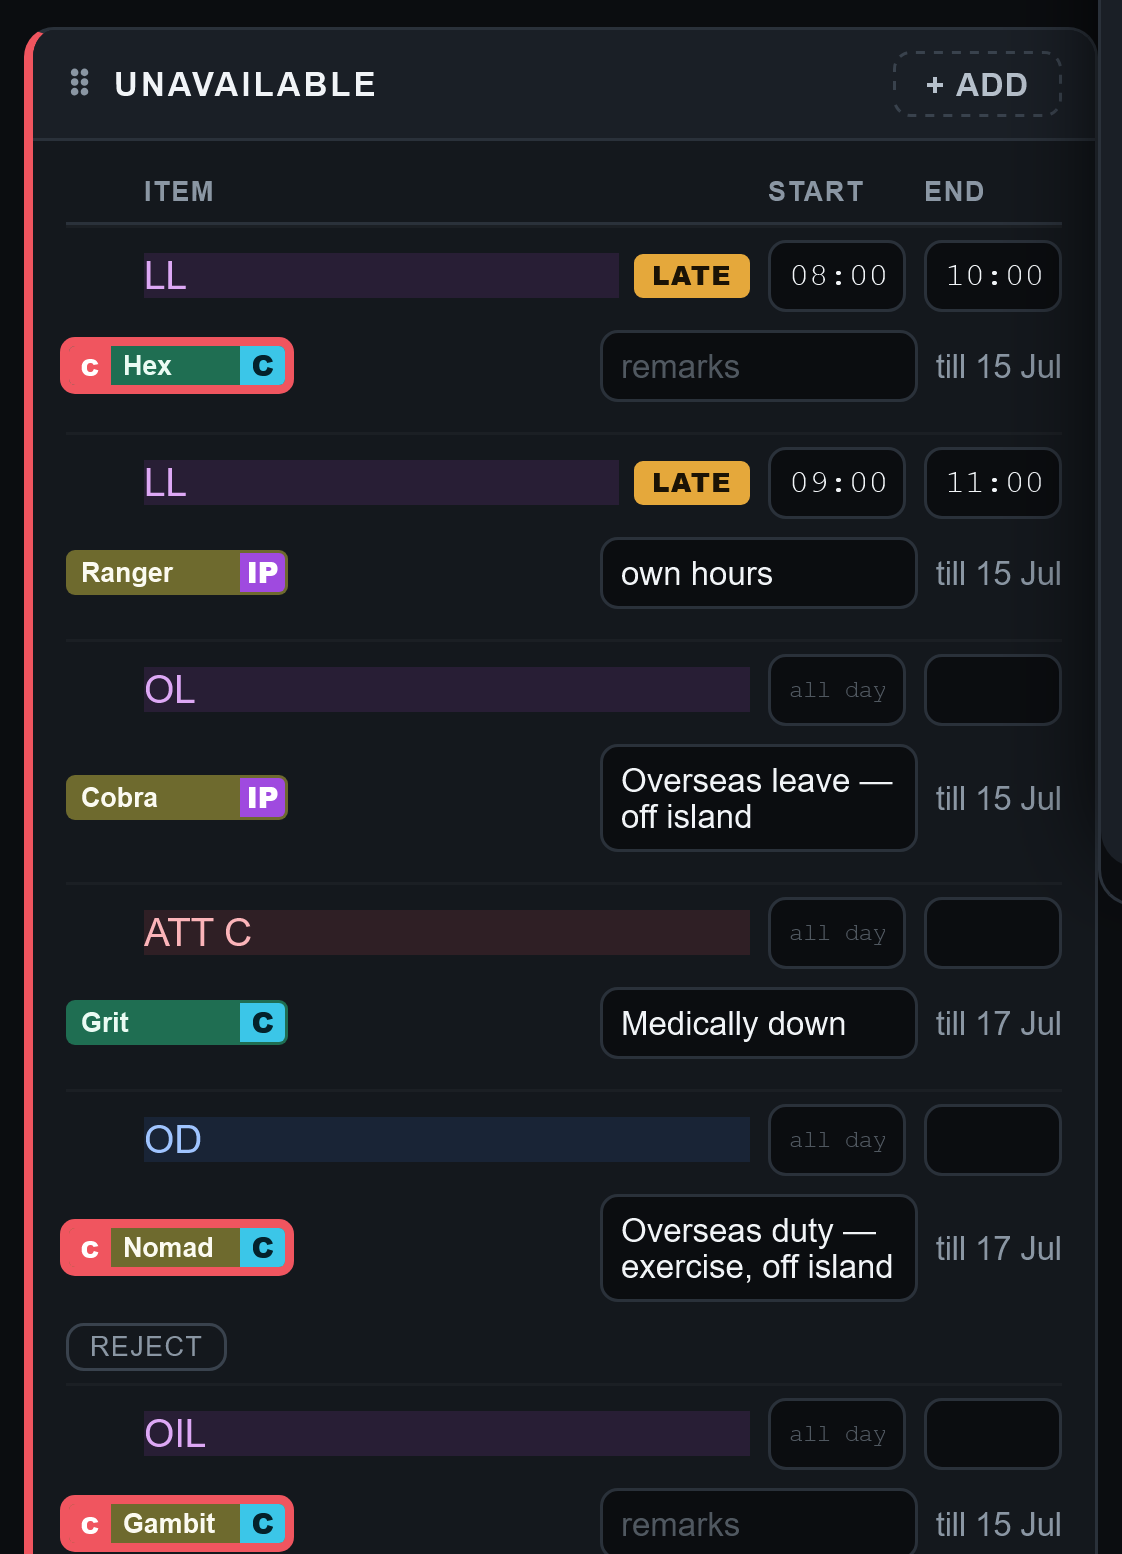 UNAVAILABLE + ADD
ITEM START END
LL LATE 08:00 10:00
c Hex C remarks till 15 Jul
LL LATE 09:00 11:00
Ranger IP own hours till 15 Jul
OL all day
Cobra IP Overseas leave —
off island till 15 Jul
ATT C all day
Grit C Medically down till 17 Jul
OD all day
c Nomad C Overseas duty —
exercise, off island till 17 Jul
REJECT
OIL all day
c Gambit C remarks till 15 Jul